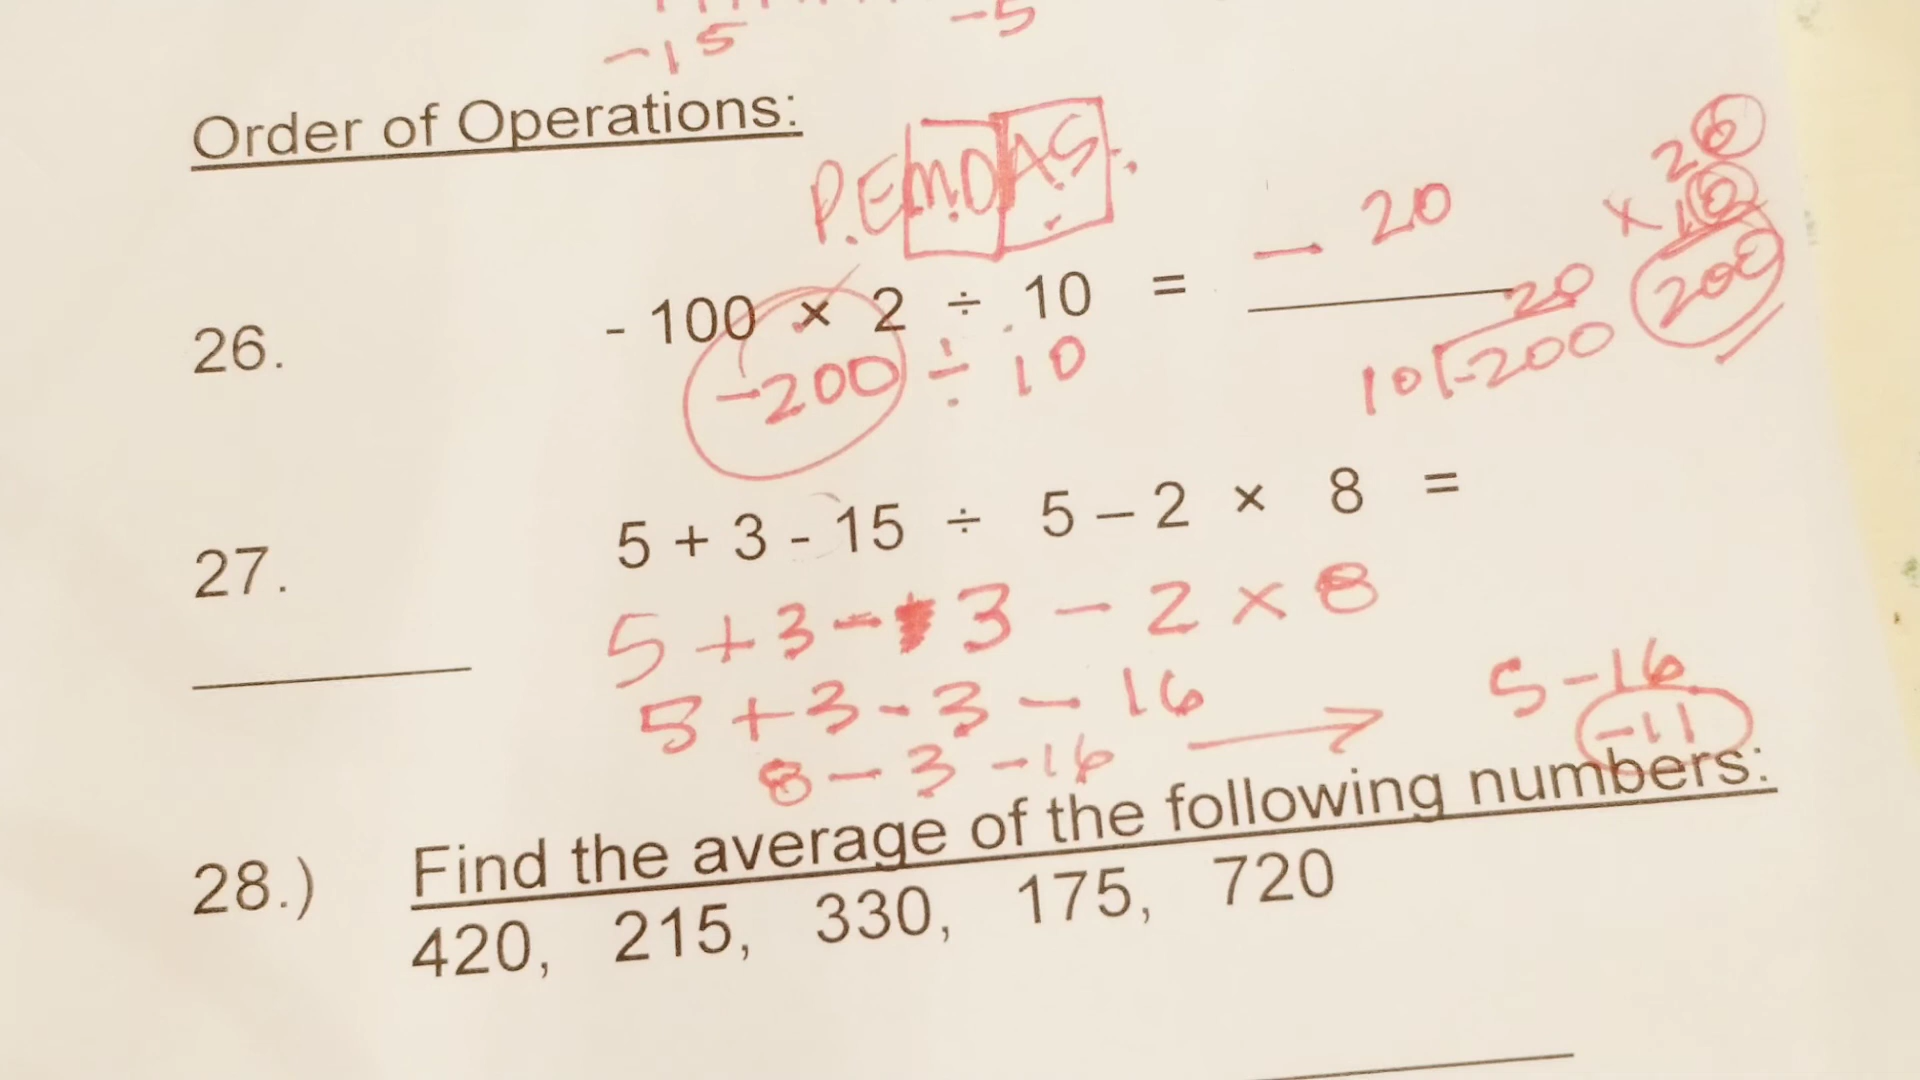 -15 -5
Order of Operations:
P.E.M.D.A.S.
26. - 100 × 2 ÷ 10 = - 20
-200 ÷ 10
20
×10
200
20
10 -200
27. 5 + 3 - 15 ÷ 5 – 2 × 8 =
5 + 3 - 3 - 2 × 8
5 + 3 - 3 - 16
8 - 3 - 16 → 5 - 16
-11
28.) Find the average of the following numbers:
420, 215, 330, 175, 720